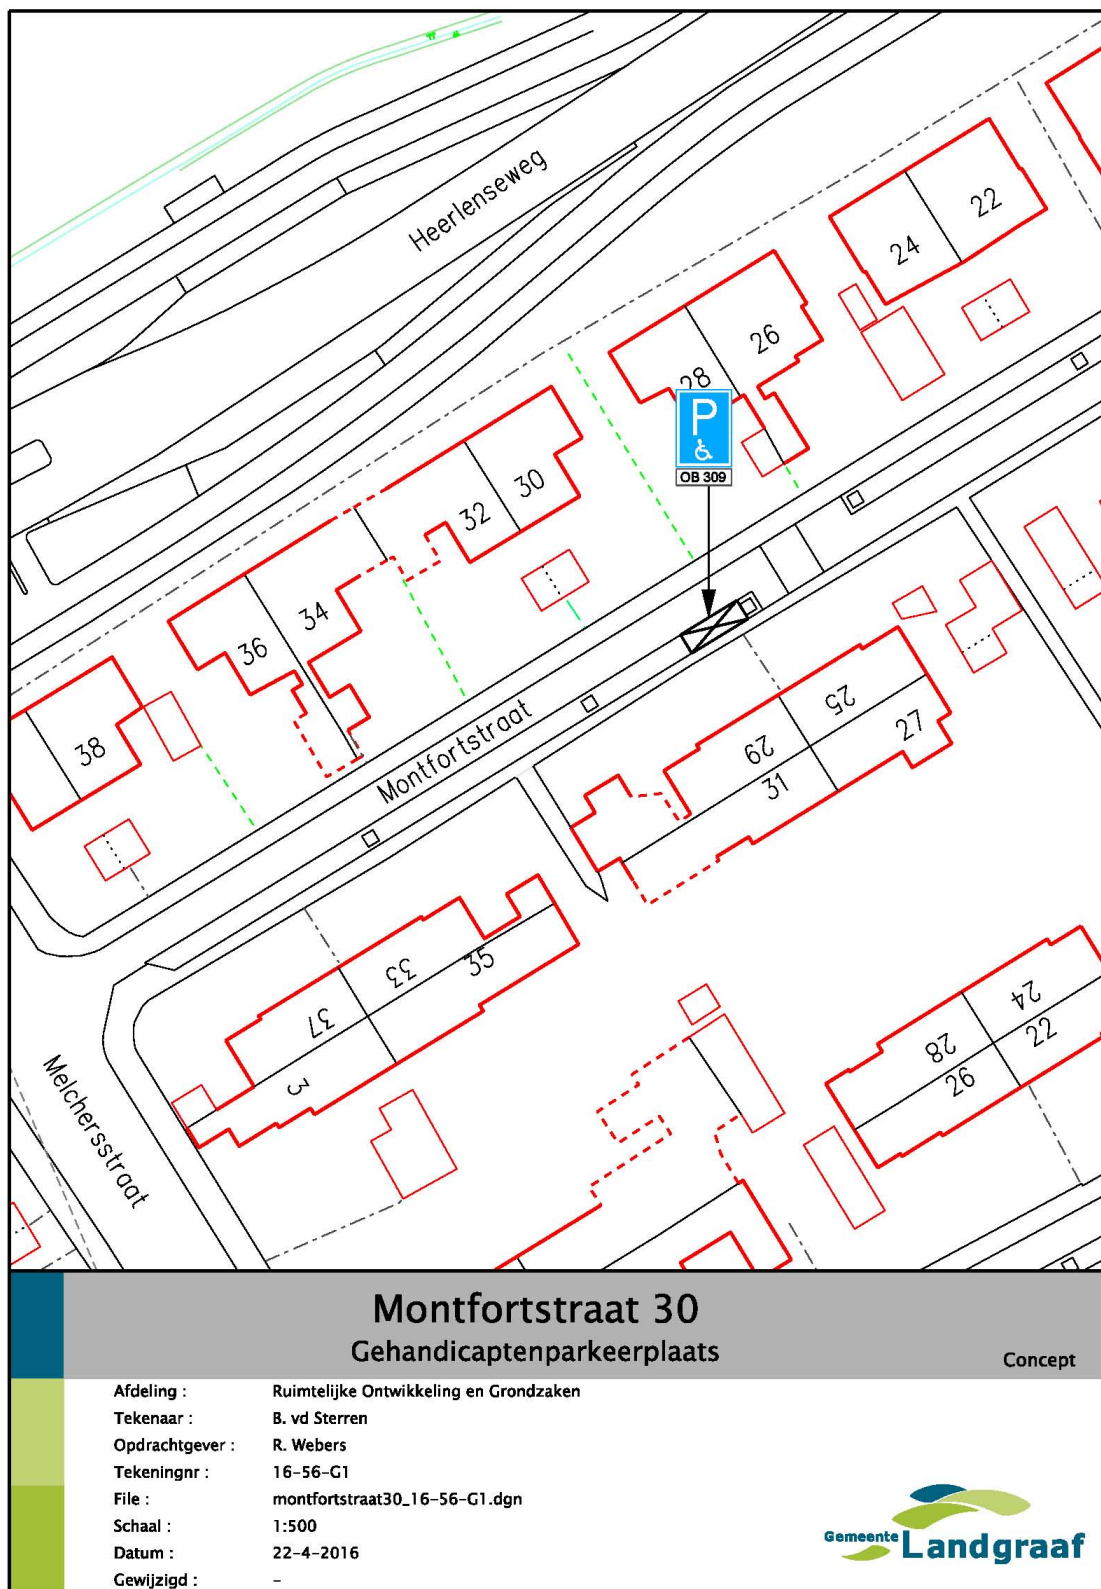 Heerlenseweg
22
24
26
28
P
OB 309
30
32
34
36
38
Montfortstraat
25
27
29
31
33
35
37
3
24
22
28
26
Melchersstraat
Montfortstraat 30
Gehandicaptenparkeerplaats
Concept
Afdeling : Ruimtelijke Ontwikkeling en Grondzaken
Tekenaar : B. vd Sterren
Opdrachtgever : R. Webers
Tekeningnr : 16-56-G1
File : montfortstraat30_16-56-G1.dgn
Schaal : 1:500
Datum : 22-4-2016
Gewijzigd : -
Gemeente Landgraaf